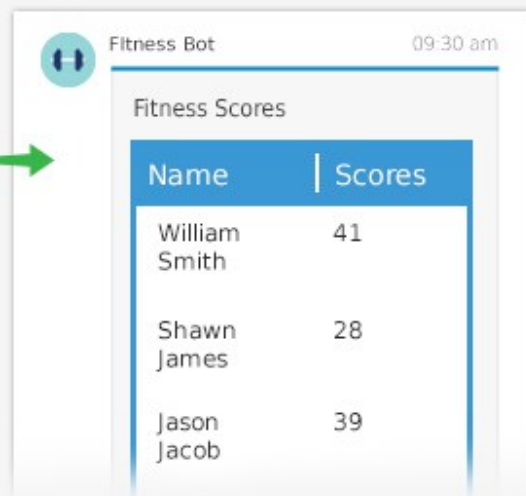 FItness Bot 09:30 am
Fitness Scores
Name Scores
William 41
Smith
Shawn 28
James
Jason 39
Jacob